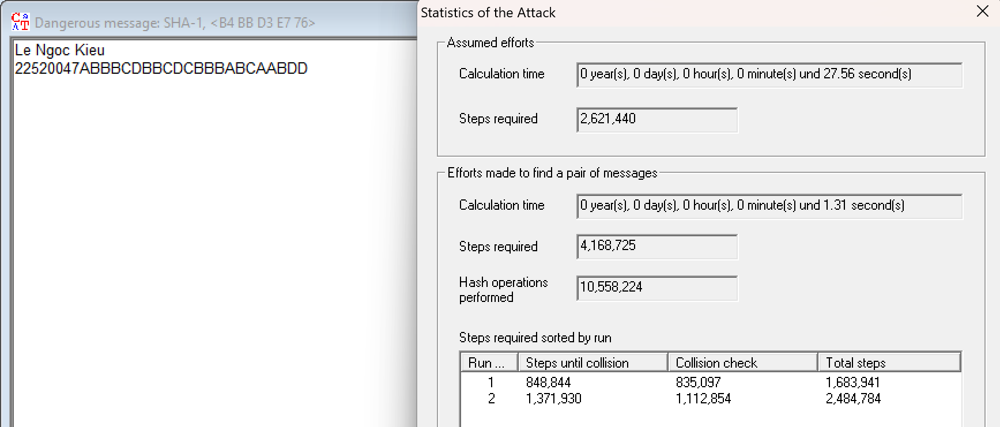 Dangerous message: SHA-1, <B4 BB D3 E7 76>
Le Ngoc Kieu
22520047ABBBCDBBCDCBBBABCAABDD
Statistics of the Attack
Assumed efforts
Calculation time 0 year(s), 0 day(s), 0 hour(s), 0 minute(s) und 27.56 second(s)
Steps required 2,621,440
Efforts made to find a pair of messages
Calculation time 0 year(s), 0 day(s), 0 hour(s), 0 minute(s) und 1.31 second(s)
Steps required 4,168,725
Hash operations
performed 10,558,224
Steps required sorted by run
Run ... Steps until collision Collision check Total steps
1 848,844 835,097 1,683,941
2 1,371,930 1,112,854 2,484,784